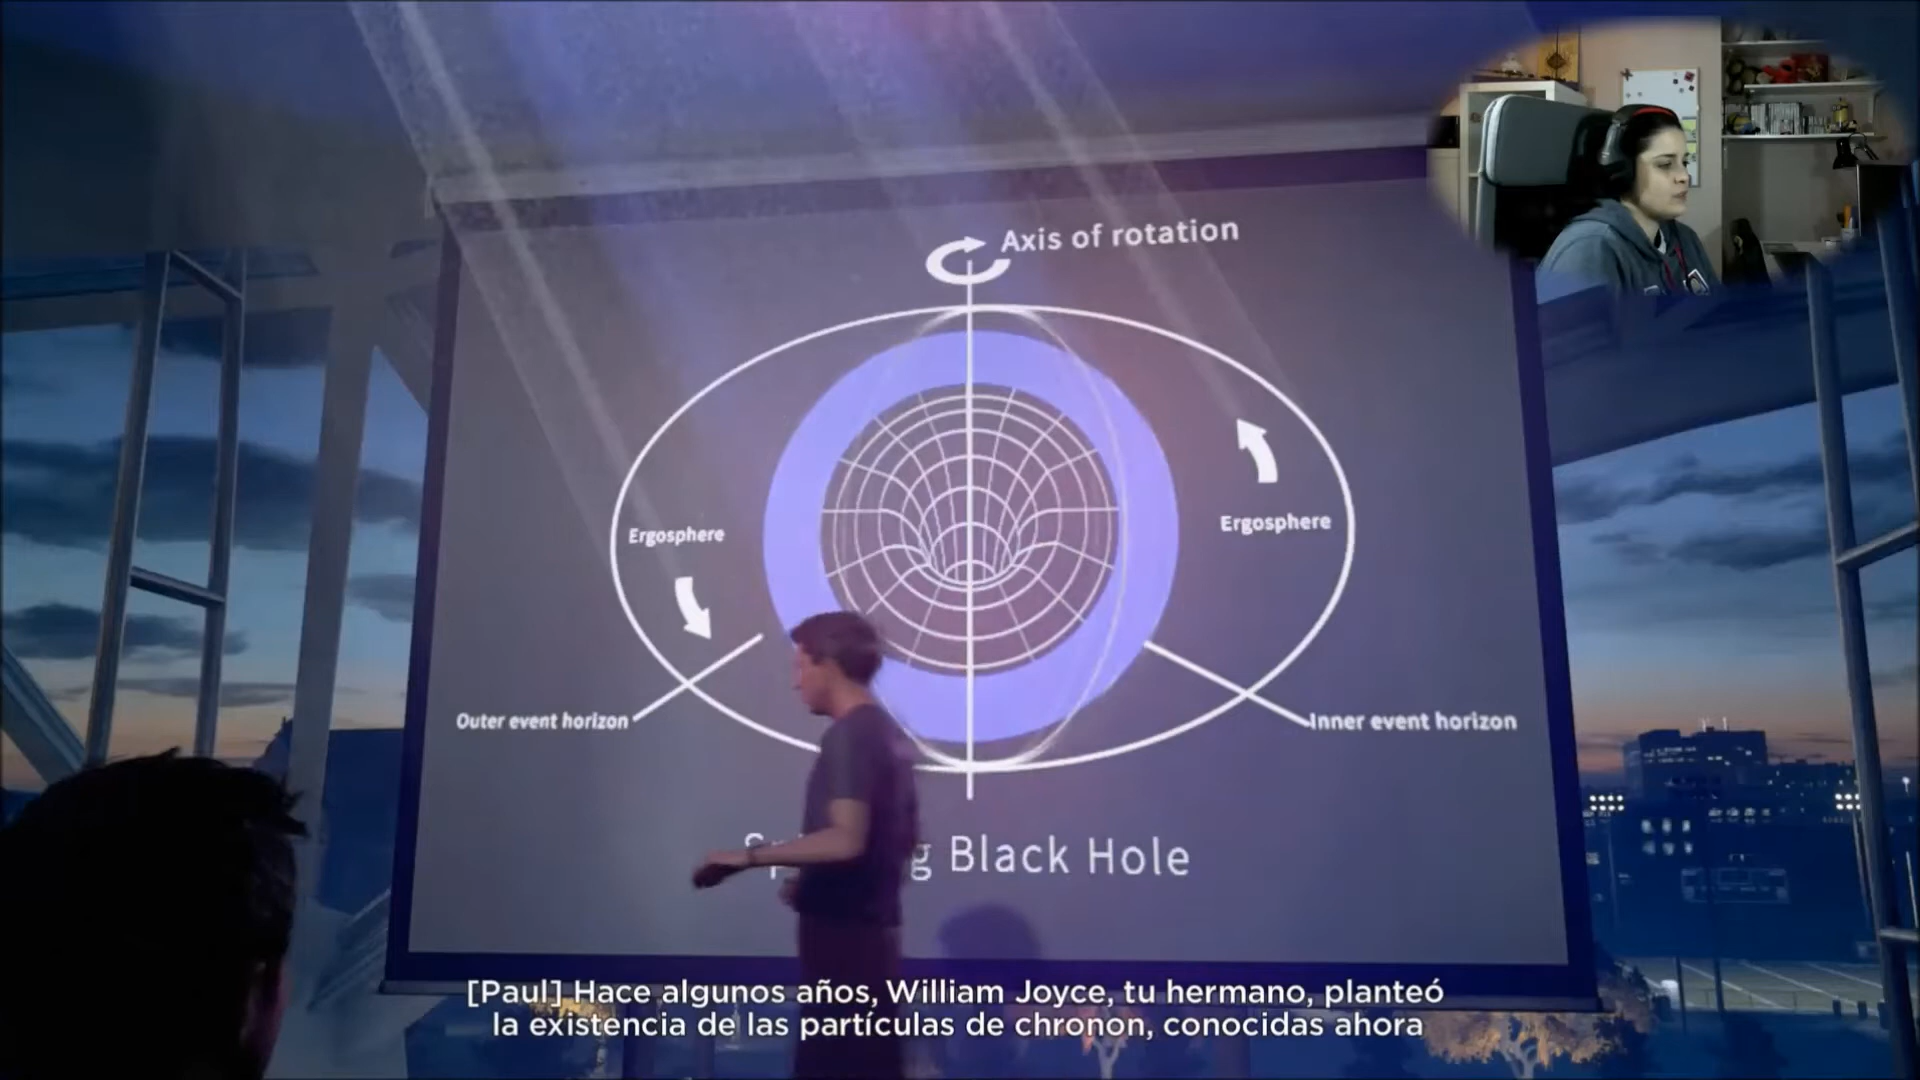 Axis of rotation
Ergosphere
Ergosphere
Outer event horizon
Inner event horizon
Black Hole
[Paul] Hace algunos años, William Joyce, tu hermano, planteó
la existencia de las partículas de chronon, conocidas ahora